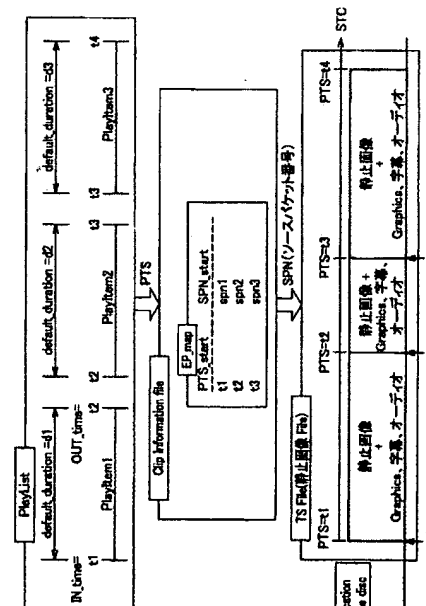 PlayList
default_duration =d1
default_duration =d2
default_duration =d3
IN_time=
OUT_time=
t1
t2
t2
t3
t3
t4
PlayItem1
PlayItem2
PlayItem3
PTS
Clip information file
EP_map
PTS_start
SPN_start
t1
spn1
t2
spn2
t3
spn3
SPN(ソースパケット番号)
TS File(静止画像 File)
STC
PTS=t1
PTS=t2
PTS=t3
PTS=t4
静止画像
+
Graphics、字幕、オーディオ
静止画像 +
Graphics、字幕、
オーディオ
静止画像
+
Graphics、字幕、オーディオ
ation
e disc